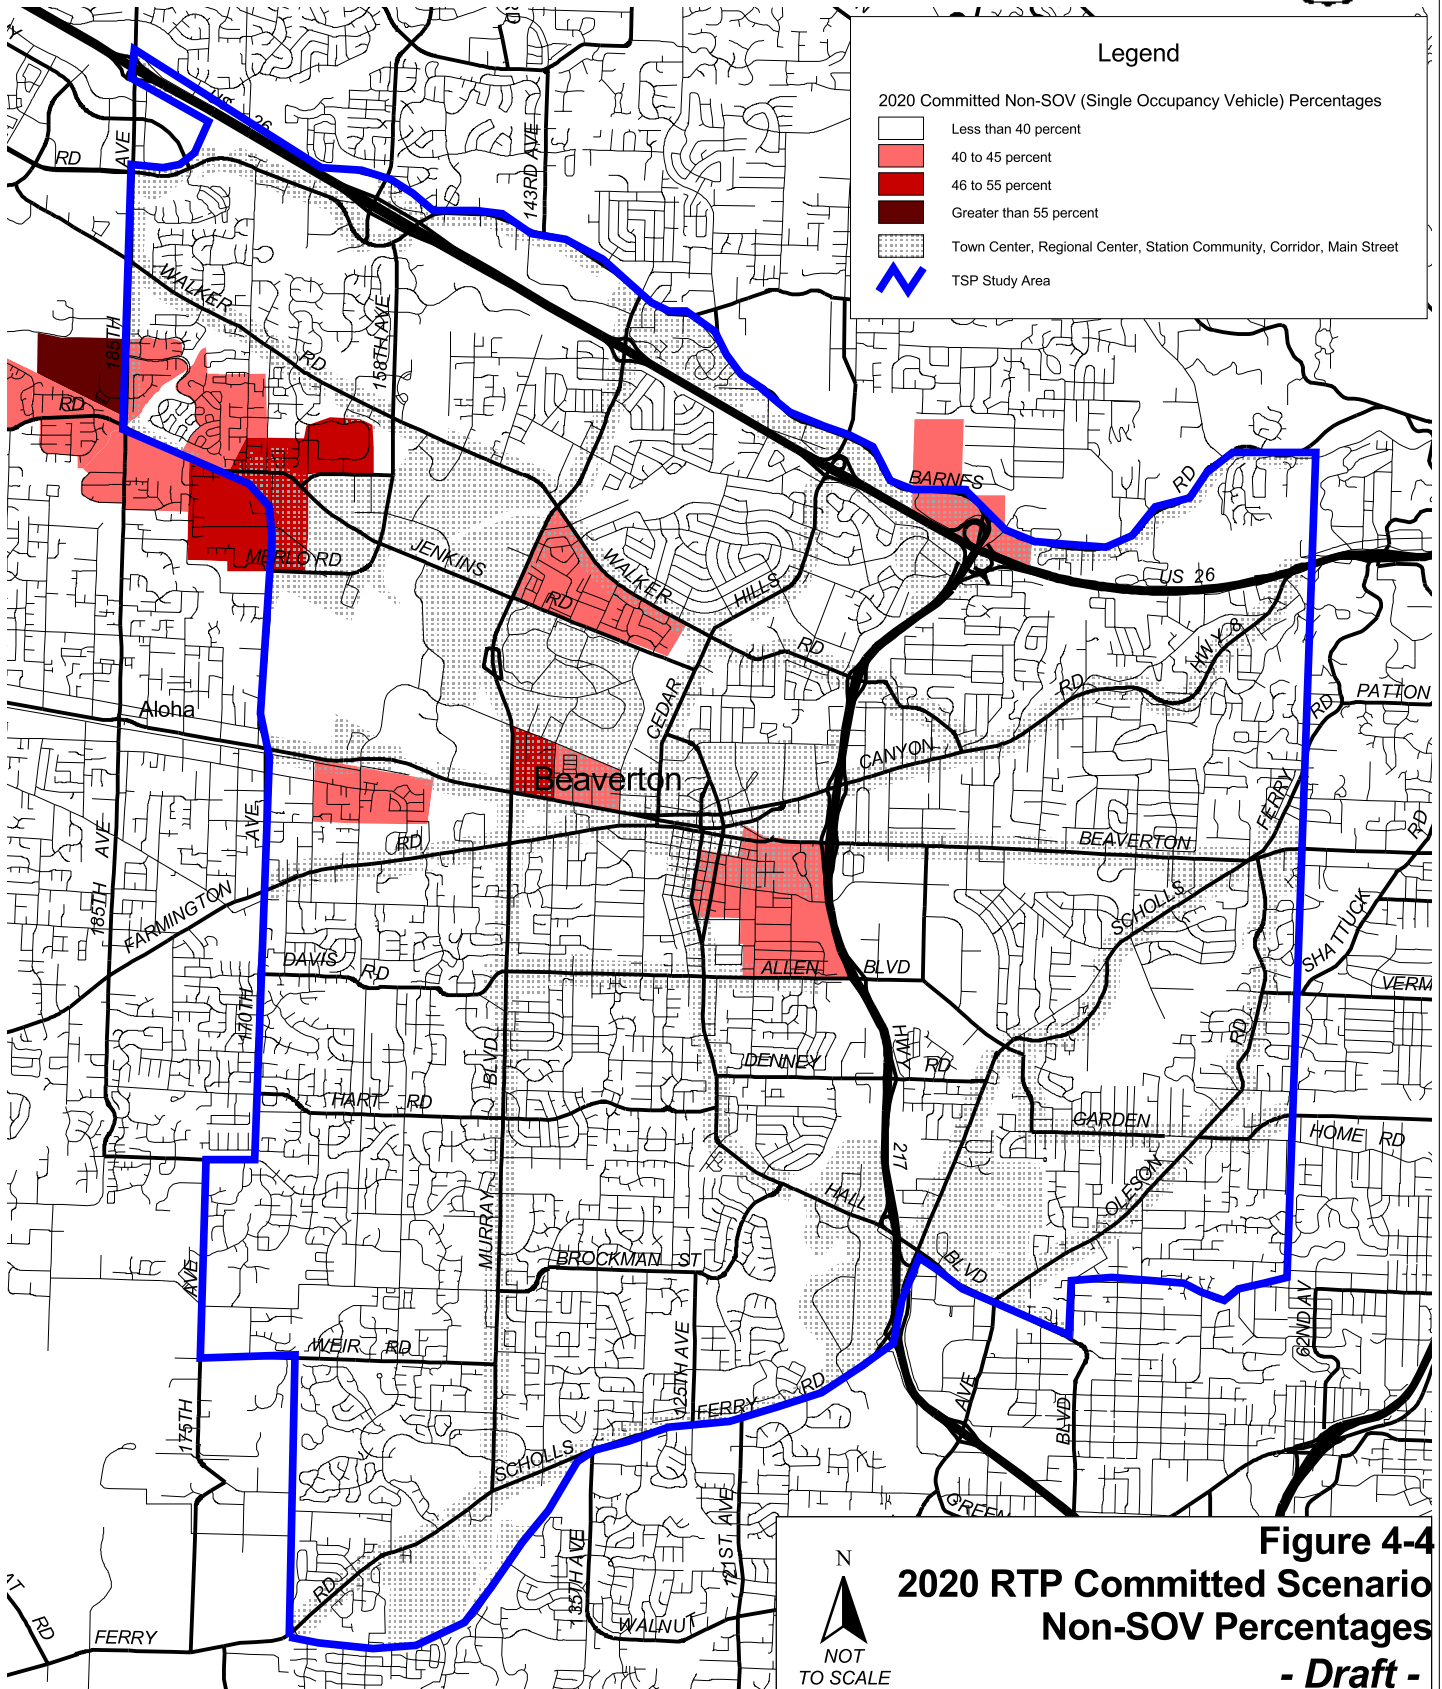 Legend
2020 Committed Non-SOV (Single Occupancy Vehicle) Percentages
Less than 40 percent
40 to 45 percent
46 to 55 percent
Greater than 55 percent
Town Center, Regional Center, Station Community, Corridor, Main Street
TSP Study Area
US 26
RD
AVE
143RD AVE
WALKER
RD
158TH AVE
185TH
RD
BARNES
RD
MERLO RD
JENKINS
RD
WALKER
HILLS
RD
US 26
HWY 8
RD
PATTON
RD
Aloha
CEDAR
CANYON
Beaverton
FERRY
RD
AVE
AVE
RD
BEAVERTON
185TH
FARMINGTON
SCHOLLS
SHATTUCK
DAVIS
RD
ALLEN
BLVD
VERM
170TH
RD
BLVD
HWY
DENNEY
RD
HART RD
GARDEN
HOME RD
217
OLESON
HALL
MURRAY
BROCKMAN ST
BLVD
AVE
62ND AV
WEIR RD
125TH AVE
FERRY
RD
AVE
BLVD
175TH
SCHOLLS
GREEN
121ST AVE
135TH AVE
RD
WALNUT
RD
FERRY
N
NOT
TO SCALE
Figure 4-4
2020 RTP Committed Scenario
Non-SOV Percentages
- Draft -